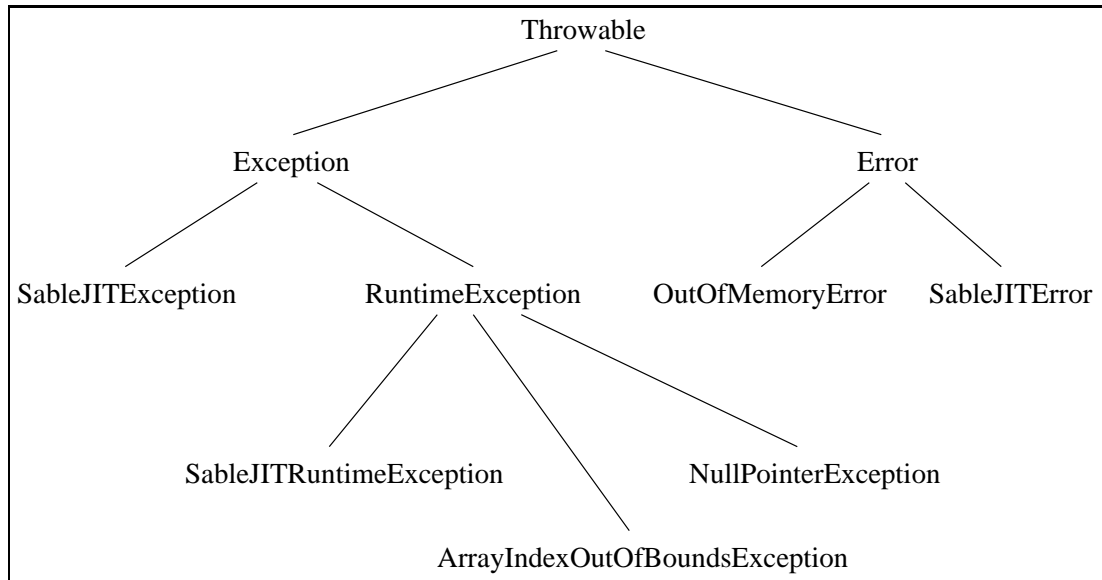 Throwable
Exception
Error
SableJITException
RuntimeException
OutOfMemoryError
SableJITError
SableJITRuntimeException
NullPointerException
ArrayIndexOutOfBoundsException